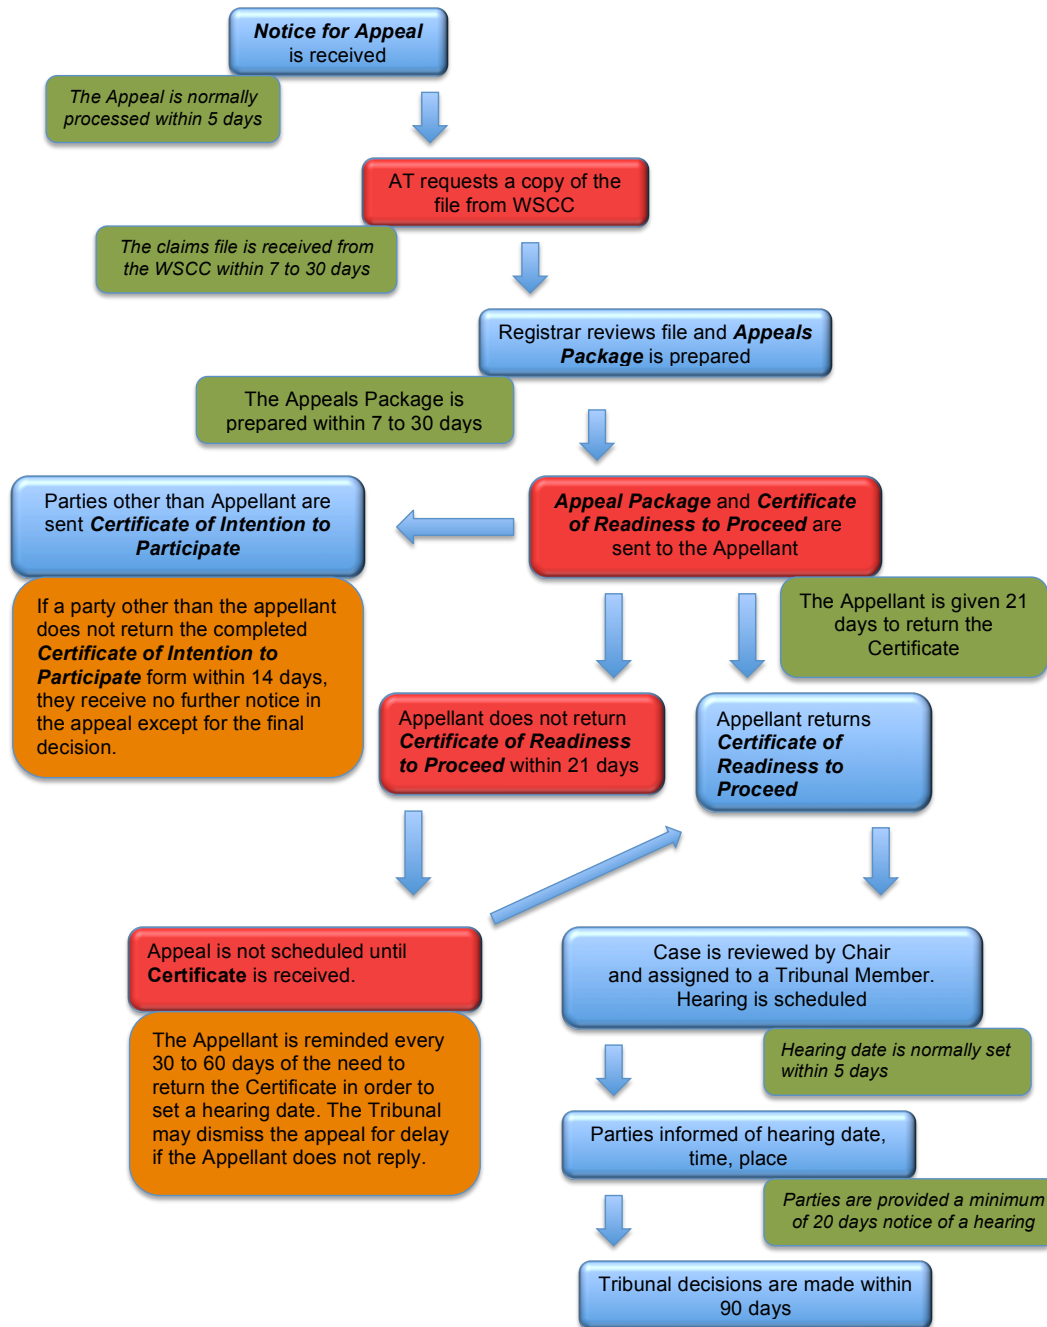 Notice for Appeal
is received
The Appeal is normally
processed within 5 days
AT requests a copy of the
file from WSCC
The claims file is received from
the WSCC within 7 to 30 days
Registrar reviews file and Appeals
Package is prepared
The Appeals Package is
prepared within 7 to 30 days
Parties other than Appellant are
sent Certificate of Intention to
Participate
Appeal Package and Certificate
of Readiness to Proceed are
sent to the Appellant
If a party other than the appellant
does not return the completed
Certificate of Intention to
Participate form within 14 days,
they receive no further notice in
the appeal except for the final
decision.
The Appellant is given 21
days to return the
Certificate
Appellant does not return
Certificate of Readiness
to Proceed within 21 days
Appellant returns
Certificate of
Readiness to
Proceed
Appeal is not scheduled until
Certificate is received.
The Appellant is reminded every
30 to 60 days of the need to
return the Certificate in order to
set a hearing date. The Tribunal
may dismiss the appeal for delay
if the Appellant does not reply.
Case is reviewed by Chair
and assigned to a Tribunal Member.
Hearing is scheduled
Hearing date is normally set
within 5 days
Parties informed of hearing date,
time, place
Parties are provided a minimum
of 20 days notice of a hearing
Tribunal decisions are made within
90 days